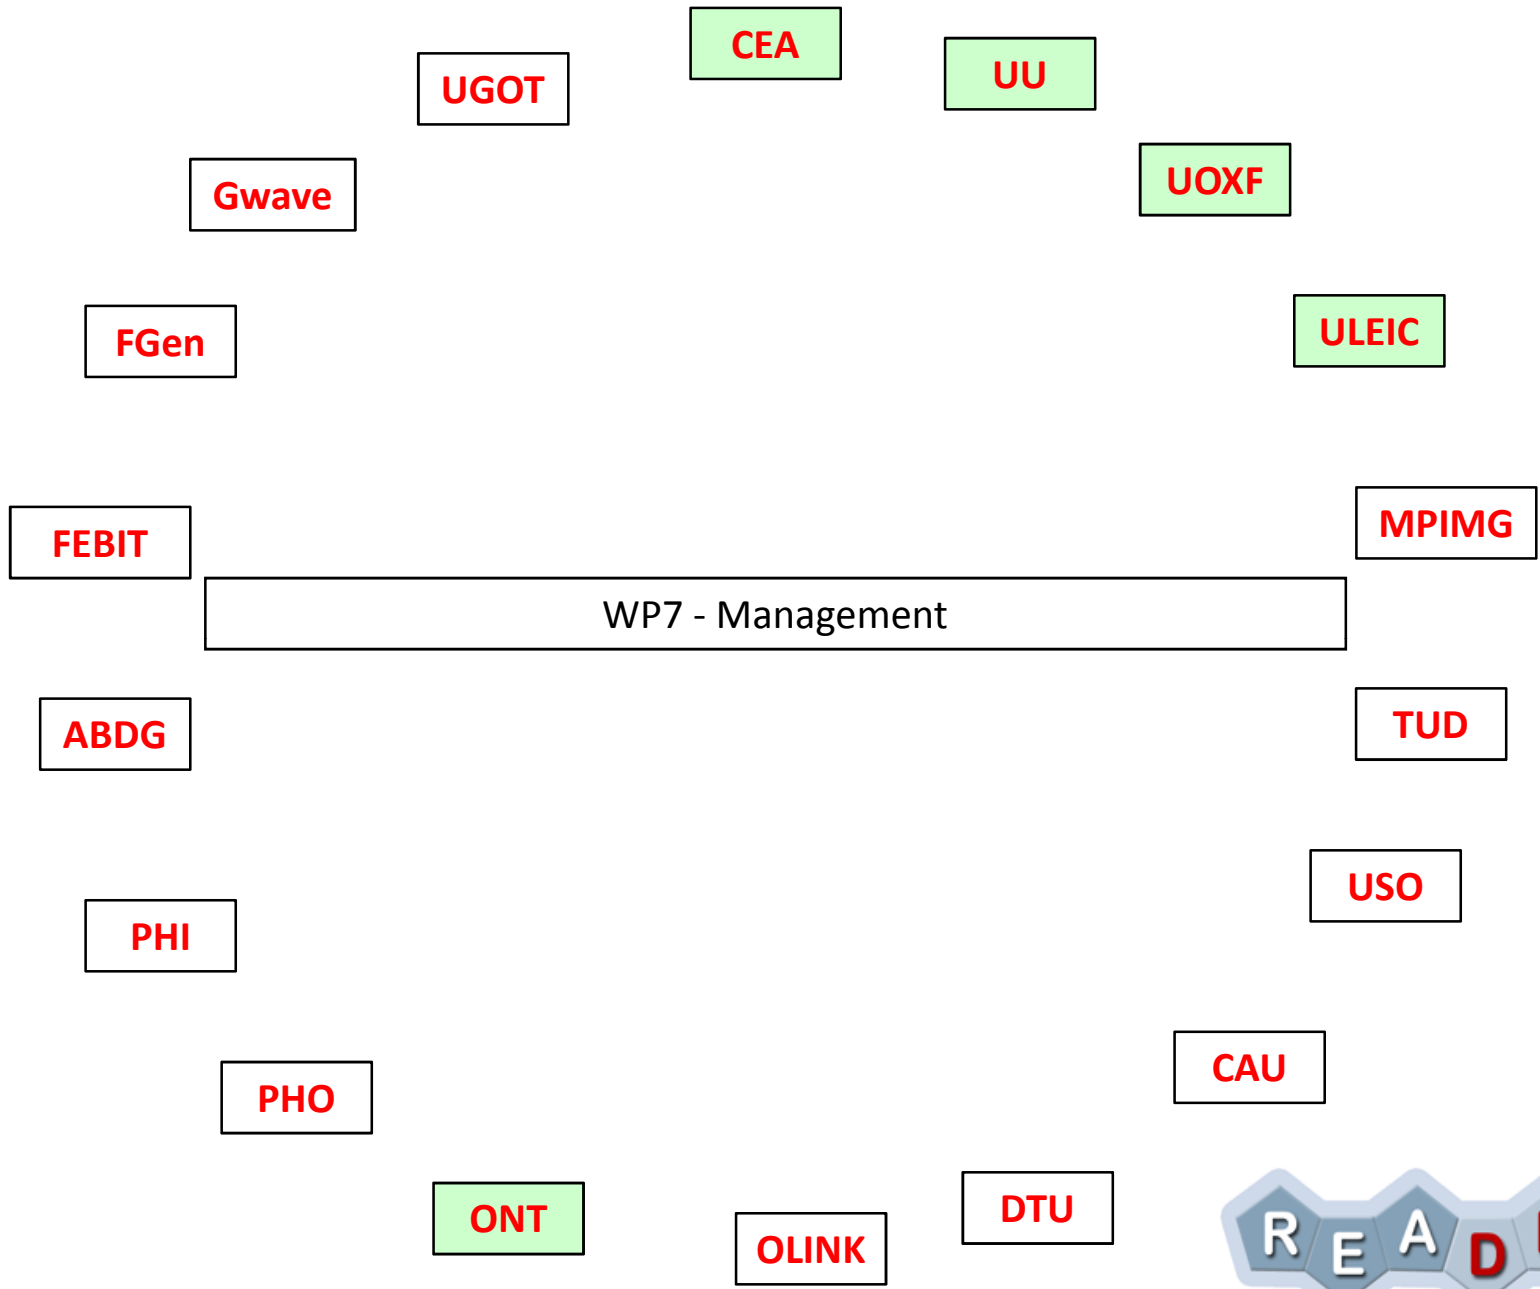 CEA
UU
UGOT
UOXF
Gwave
ULEIC
FGen
MPIMG
FEBIT
WP7 - Management
TUD
ABDG
USO
PHI
CAU
PHO
DTU
ONT
OLINK
READ